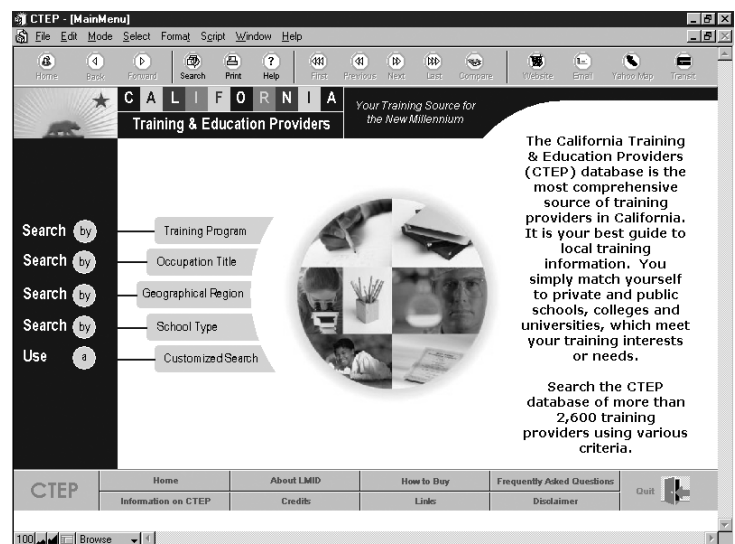 CTEP - [MainMenu]
File Edit Mode Select Format Script Window Help
Home Back Forward Search Print Help First Previous Next Last Compare Website Email Yahoo Map Transit
CALIFORNIA
Training & Education Providers
Your Training Source for
the New Millennium
The California Training
& Education Providers
(CTEP) database is the
most comprehensive
source of training
providers in California.
It is your best guide to
local training
information. You
simply match yourself
to private and public
schools, colleges and
universities, which meet
your training interests
or needs.
Search the CTEP
database of more than
2,600 training
providers using various
criteria.
Search by Training Program
Search by Occupation Title
Search by Geographical Region
Search by School Type
Use a Customized Search
CTEP
Home About LMID How to Buy Frequently Asked Questions
Information on CTEP Credits Links Disclaimer
Quit
100 Browse